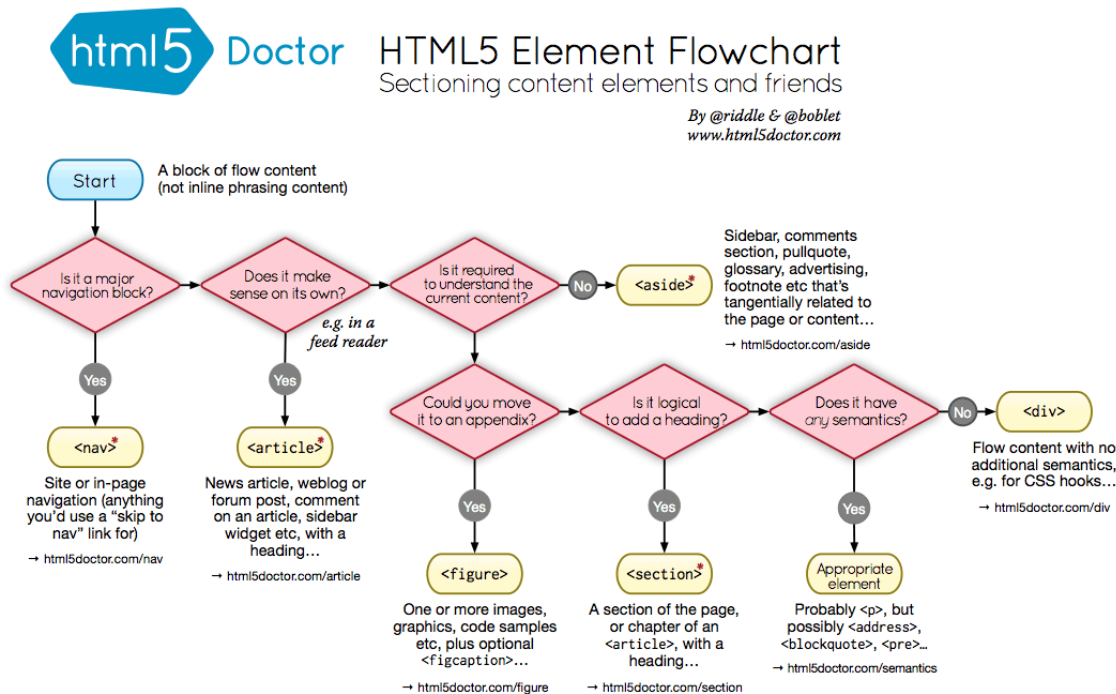 html5 Doctor
HTML5 Element Flowchart
Sectioning content elements and friends
By @riddle & @boblet
www.html5doctor.com
Start
A block of flow content
(not inline phrasing content)
Is it a major
navigation block?
Does it make
sense on its own?
e.g. in a
feed reader
Is it required
to understand the
current content?
No
<aside>*
Sidebar, comments
section, pullquote,
glossary, advertising,
footnote etc that's
tangentially related to
the page or content…
→ html5doctor.com/aside
Yes
<nav>*
Site or in-page
navigation (anything
you'd use a “skip to
nav” link for)
→ html5doctor.com/nav
Yes
<article>*
News article, weblog or
forum post, comment
on an article, sidebar
widget etc, with a
heading…
→ html5doctor.com/article
Could you move
it to an appendix?
Is it logical
to add a heading?
Does it have
any semantics?
No
<div>
Flow content with no
additional semantics,
e.g. for CSS hooks…
→ html5doctor.com/div
Yes
<figure>
One or more images,
graphics, code samples
etc, plus optional
<figcaption>…
→ html5doctor.com/figure
Yes
<section>*
A section of the page,
or chapter of an
<article>, with a
heading…
→ html5doctor.com/section
Yes
Appropriate
element
Probably <p>, but
possibly <address>,
<blockquote>, <pre>…
→ html5doctor.com/semantics